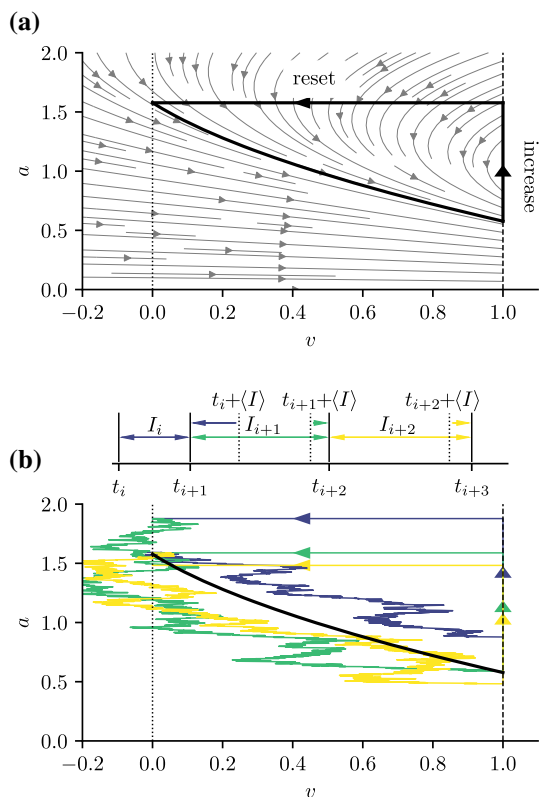 (a)
2.0
1.5
1.0
0.5
0.0
a
reset
increase
−0.2 0.0 0.2 0.4 0.6 0.8 1.0
v
t_i+⟨I⟩ t_{i+1}+⟨I⟩ t_{i+2}+⟨I⟩
I_i I_{i+1} I_{i+2}
t_i t_{i+1} t_{i+2} t_{i+3}
(b)
2.0
1.5
1.0
0.5
0.0
a
−0.2 0.0 0.2 0.4 0.6 0.8 1.0
v